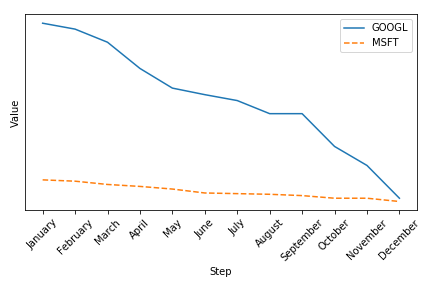 GOOGL
MSFT
Value
January
February
March
April
May
June
July
August
September
October
November
December
Step